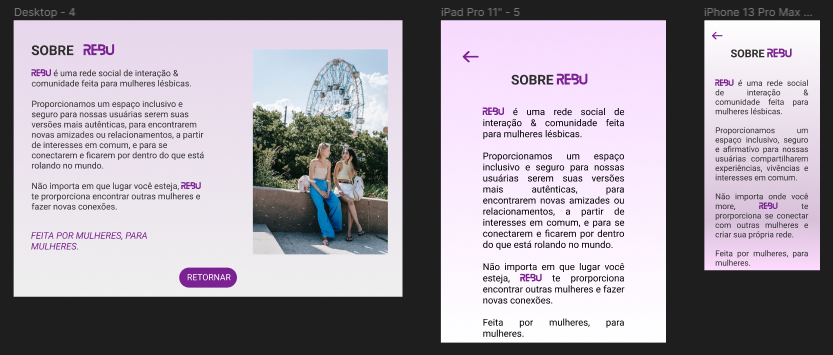 Desktop - 4
SOBRE REBU
REBU é uma rede social de interação &
comunidade feita para mulheres lésbicas.
Proporcionamos um espaço inclusivo e
seguro para nossas usuárias serem suas
versões mais autênticas, para encontrarem
novas amizades ou relacionamentos, a partir
de interesses em comum, e para se
conectarem e ficarem por dentro do que está
rolando no mundo.
Não importa em que lugar você esteja, REBU
te prorporciona encontrar outras mulheres e
fazer novas conexões.
FEITA POR MULHERES, PARA
MULHERES.
RETORNAR
iPad Pro 11" - 5
SOBRE REBU
REBU é uma rede social de
interação & comunidade feita
para mulheres lésbicas.
Proporcionamos um espaço
inclusivo e seguro para nossas
usuárias serem suas versões
mais autênticas, para
encontrarem novas amizades ou
relacionamentos, a partir de
interesses em comum, e para se
conectarem e ficarem por dentro
do que está rolando no mundo.
Não importa em que lugar você
esteja, REBU te prorporciona
encontrar outras mulheres e fazer
novas conexões.
Feita por mulheres, para
mulheres.
iPhone 13 Pro Max ...
SOBRE REBU
REBU é uma rede social
de interação &
comunidade feita para
mulheres lésbicas.
Proporcionamos um
espaço inclusivo, seguro
e afirmativo para nossas
usuárias compartilharem
experiências, vivências e
interesses em comum.
Não importa onde você
more, REBU te
prorporciona se conectar
com outras mulheres e
criar sua própria rede.
Feita por mulheres, para
mulheres.